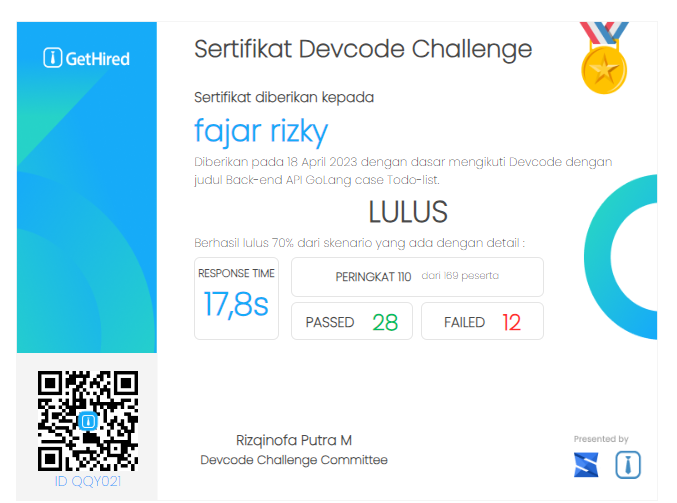 GetHired
Sertifikat Devcode Challenge
Sertifikat diberikan kepada
fajar rizky
Diberikan pada 18 April 2023 dengan dasar mengikuti Devcode dengan
judul Back-end API GoLang case Todo-list.
LULUS
Berhasil lulus 70% dari skenario yang ada dengan detail :
RESPONSE TIME
17,8s
PERINGKAT 110 dari 169 peserta
PASSED 28
FAILED 12
ID QQY021
Rizqinofa Putra M
Devcode Challenge Committee
Presented by